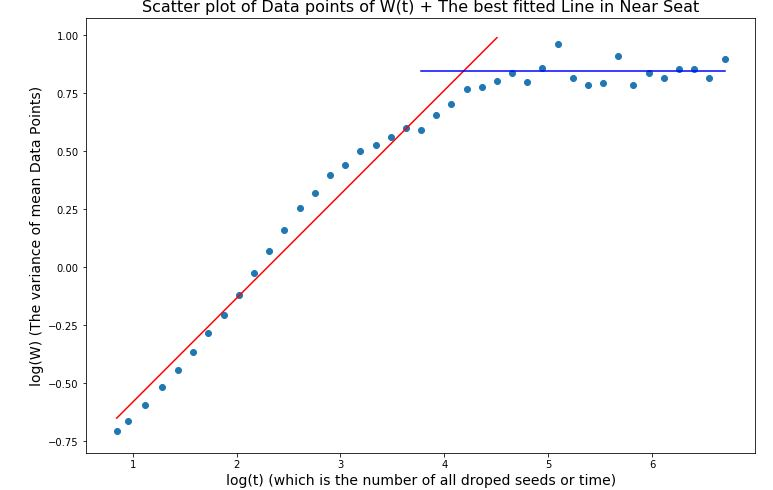 Scatter plot of Data points of W(t) + The best fitted Line in Near Seat
log(W) (The variance of mean Data Points)
1.00
0.75
0.50
0.25
0.00
−0.25
−0.50
−0.75
1 2 3 4 5 6
log(t) (which is the number of all droped seeds or time)